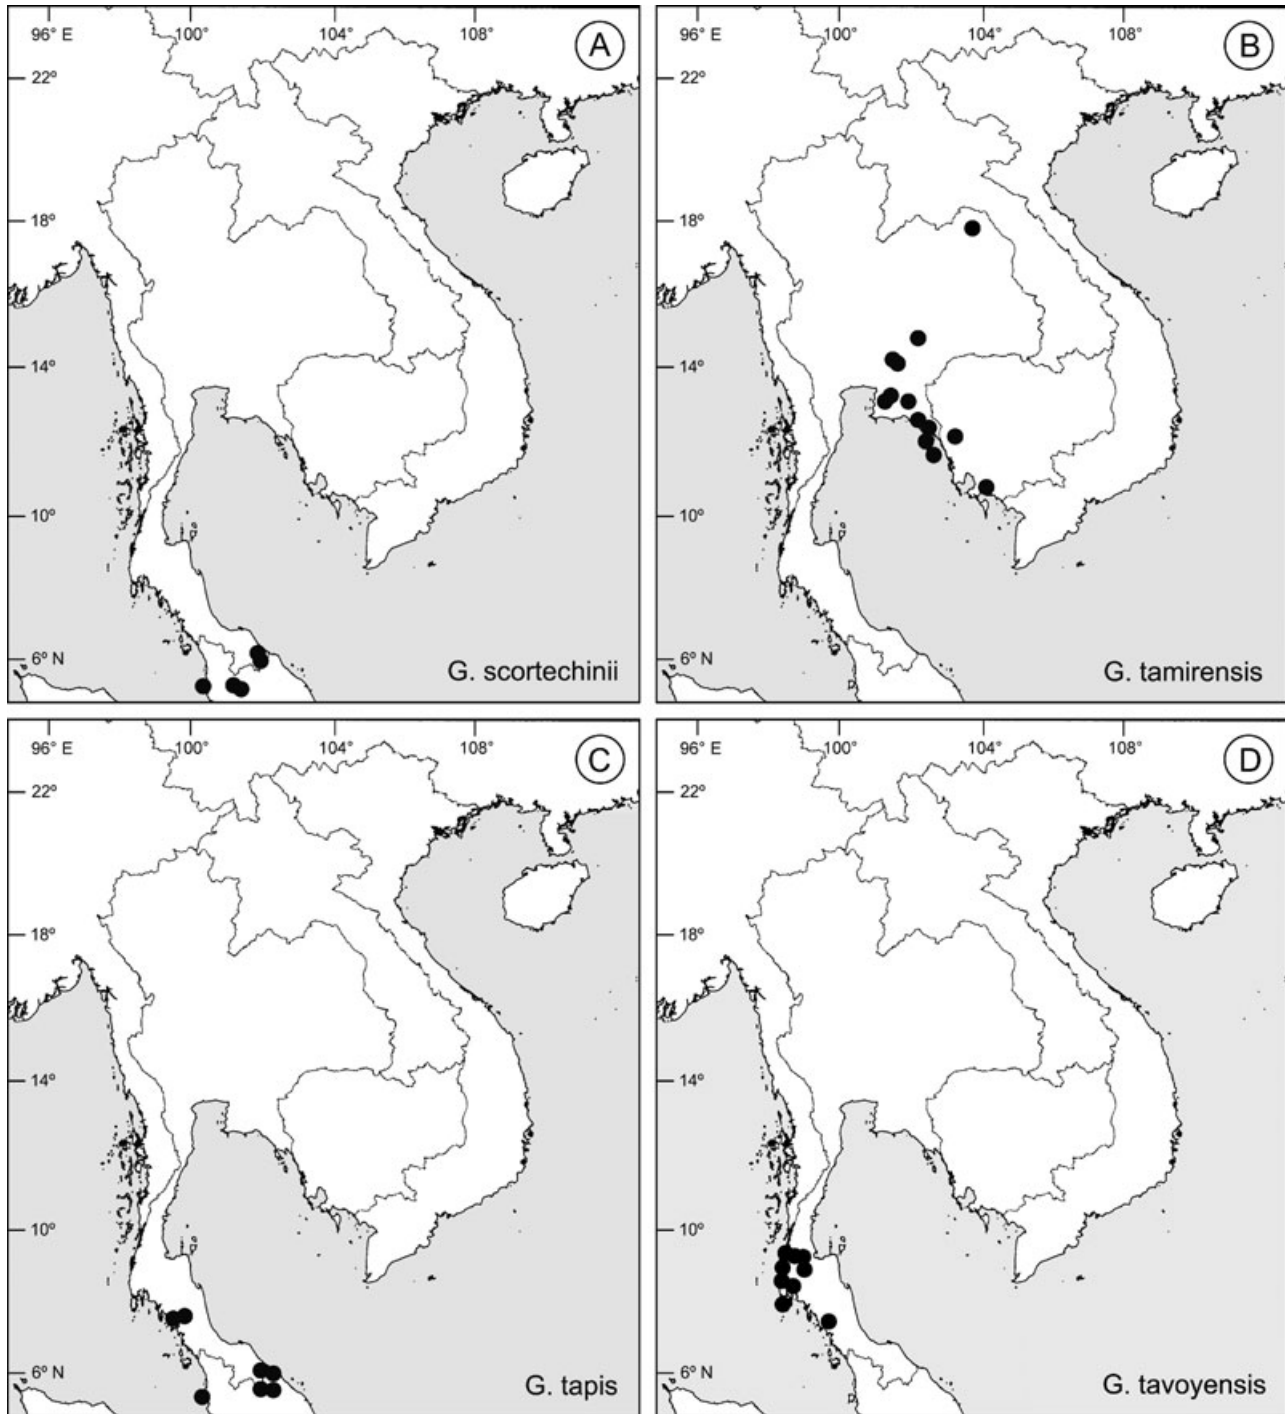 96° E 100° 104° 108° A
22°
18°
14°
10°
6° N
G. scortechinii
96° E 100° 104° 108° B
22°
18°
14°
10°
6° N
G. tamirensis
96° E 100° 104° 108° C
22°
18°
14°
10°
6° N
G. tapis
96° E 100° 104° 108° D
22°
18°
14°
10°
6° N
G. tavoyensis